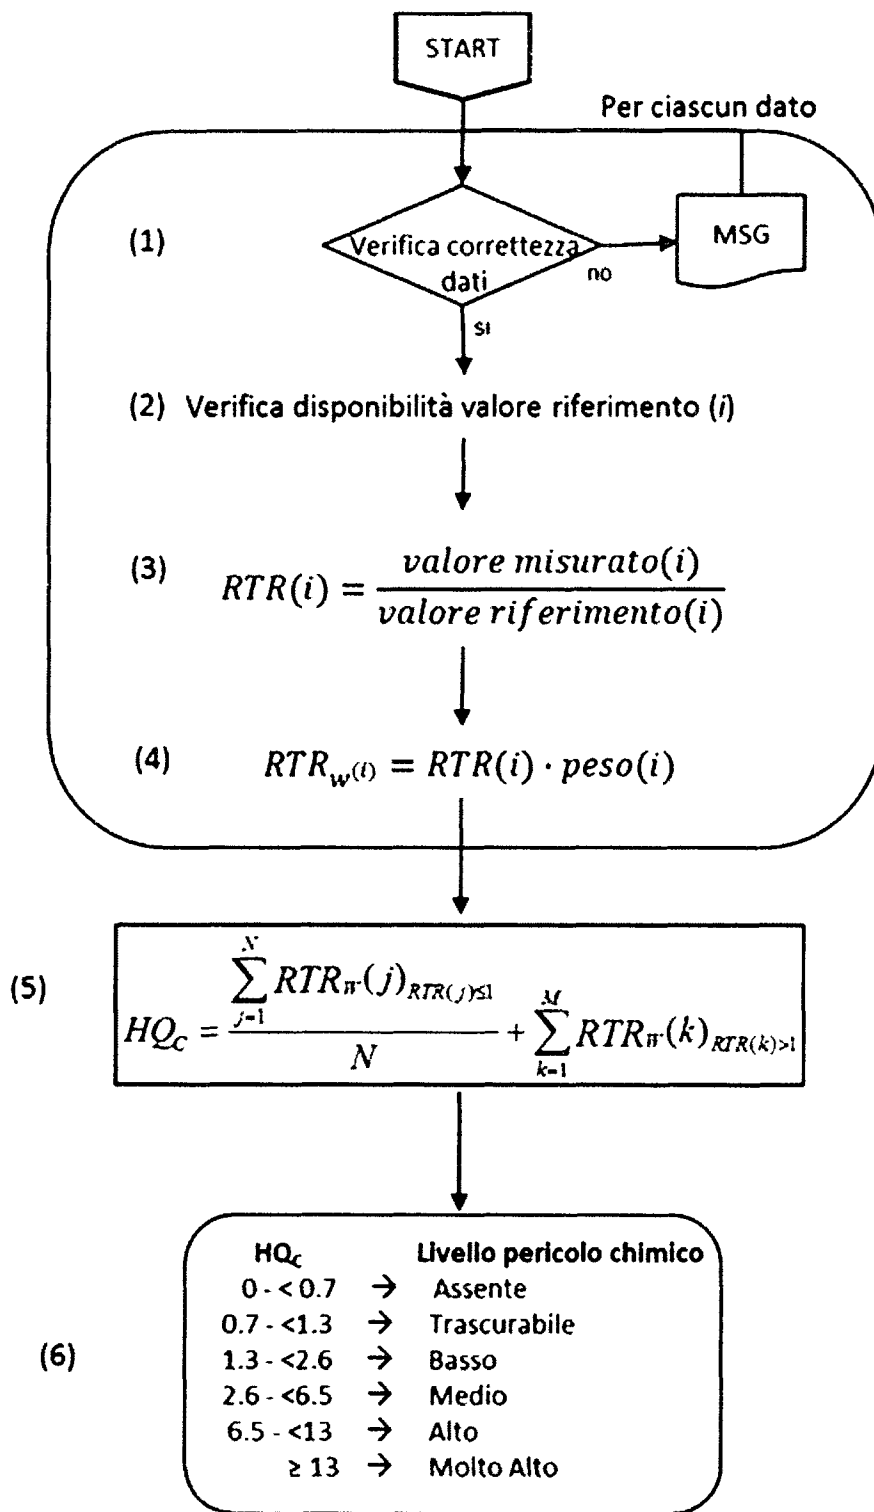 START
Per ciascun dato
(1)
Verifica correttezza
dati
no
MSG
si
(2) Verifica disponibilità valore riferimento (i)
(3) RTR(i) = valore misurato(i) / valore riferimento(i)
(4) RTR_w(i) = RTR(i) · peso(i)
(5) HQ_C = ∑_{j=1}^{N} RTR_W(j)_{RTR(j)≤1} / N + ∑_{k=1}^{M} RTR_W(k)_{RTR(k)>1}
(6)
HQ_C Livello pericolo chimico
0 - < 0.7 → Assente
0.7 - <1.3 → Trascurabile
1.3 - <2.6 → Basso
2.6 - <6.5 → Medio
6.5 - <13 → Alto
≥ 13 → Molto Alto